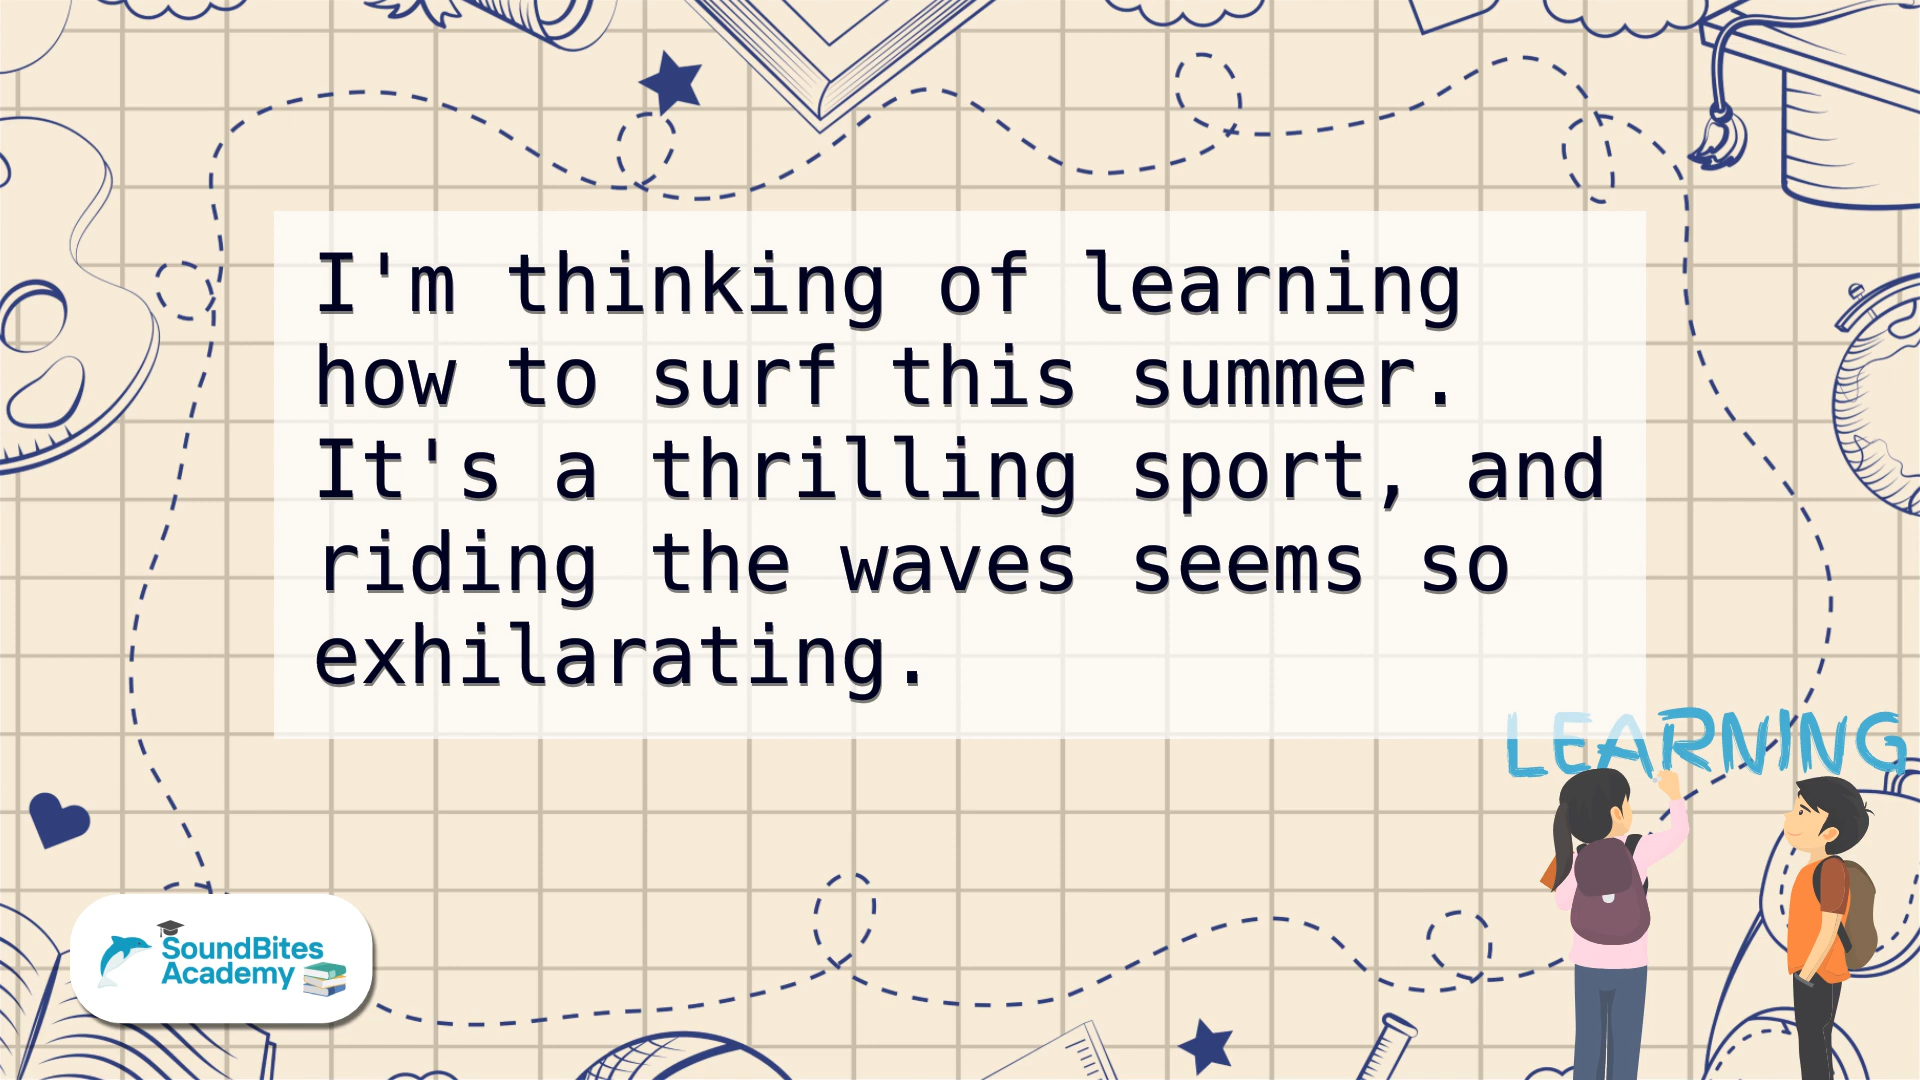 I'm thinking of learning
how to surf this summer.
It's a thrilling sport, and
riding the waves seems so
exhilarating.
LEARNING
SoundBites
Academy